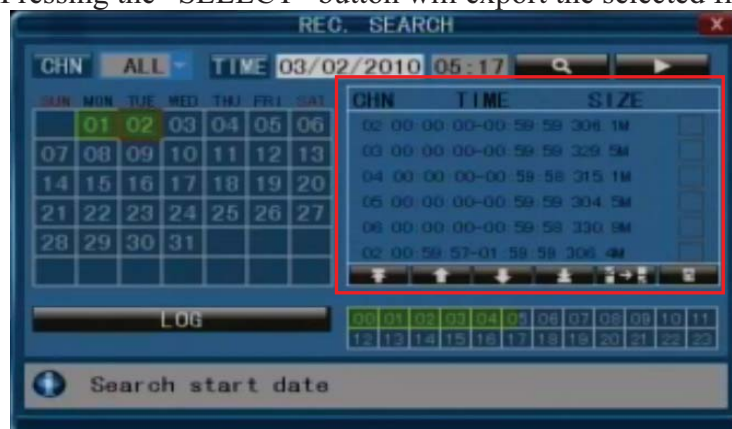 Pressing the "SELECT" button will export the selected
REC. SEARCH
CHN ALL TIME 03/02/2010 05:17
SUN MON TUE WED THU FRI SAT
01 02 03 04 05 06
07 08 09 10 11 12 13
14 15 16 17 18 19 20
21 22 23 24 25 26 27
28 29 30 31
CHN TIME SIZE
02 00:00:00-00:59:59 306.1M
03 00:00:00-00:59:59 329.5M
04 00:00:00-00:59:58 315.1M
05 00:00:00-00:59:59 304.5M
06 00:00:00-00:59:58
02 00:59:57-01:59:58 306.4M
LOG
00 01 02 03 04 05 06 07 08 09 10 11
12 13 14 15 16 17 18 19 20 21 22 23
Search start date